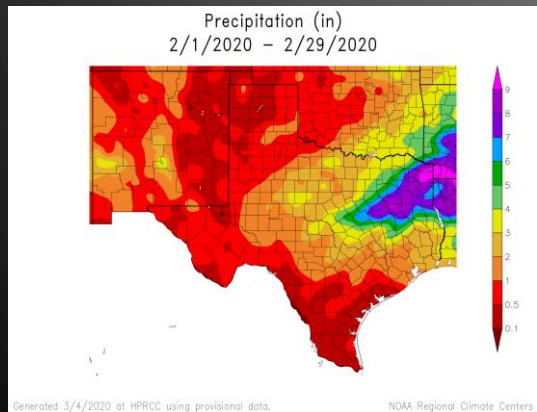 Precipitation (in)
2/1/2020 – 2/29/2020
9
8
7
6
5
4
3
2
1
0.5
0.1
Generated 3/4/2020 at HPRCC using provisional data.
NOAA Regional Climate Centers